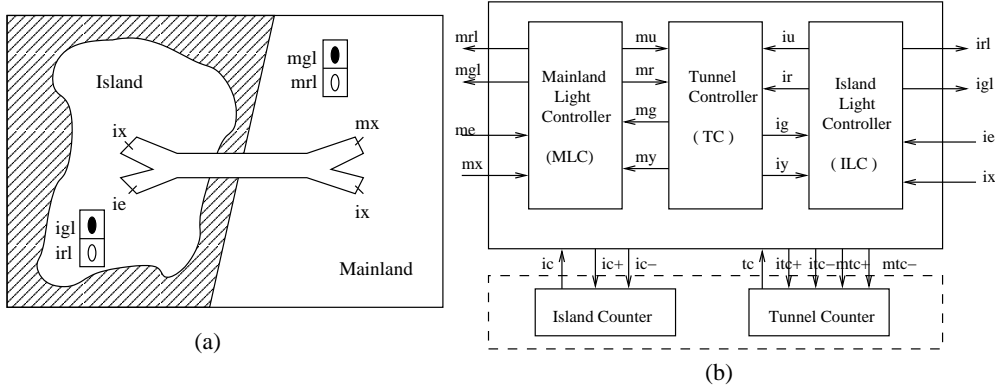 mgl
mrl
Island
ix
mx
ie
ix
igl
irl
Mainland
(a)
mrl
mgl
me
mx
Mainland
Light
Controller
(MLC)
mu
mr
mg
my
Tunnel
Controller
( TC )
iu
ir
ig
iy
Island
Light
Controller
( ILC )
irl
igl
ie
ix
ic
ic+
ic−
tc
itc+
itc−
mtc+
mtc−
Island Counter
Tunnel Counter
(b)